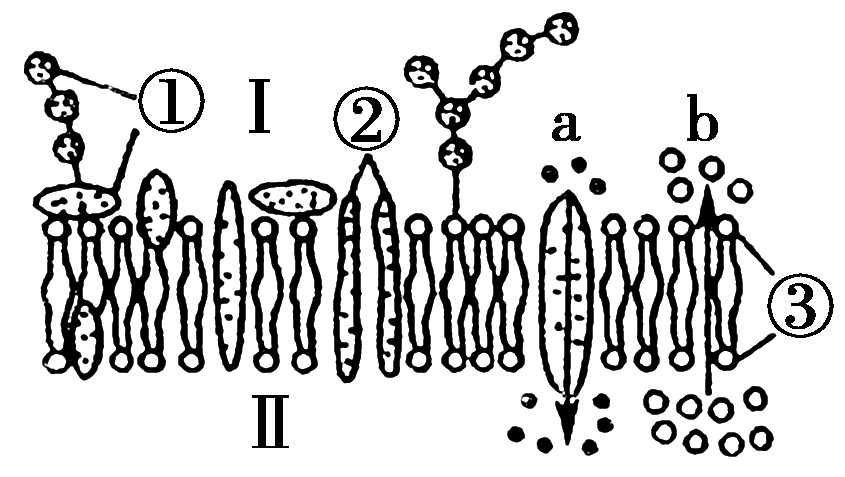 ① Ⅰ ② a b
③
Ⅱ